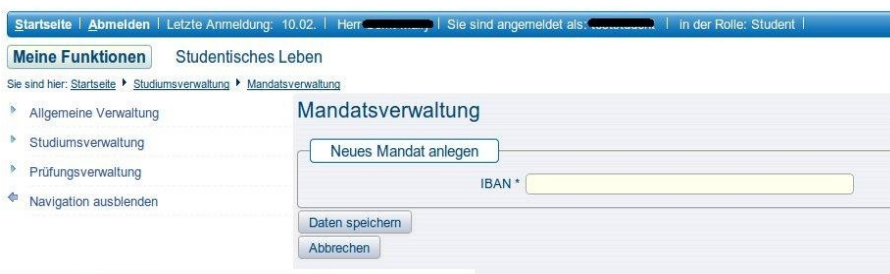 Startseite | Abmelden | Letzte Anmeldung: 10.02. | Herr | Sie sind angemeldet als: | in der Rolle: Student |
Meine Funktionen Studentisches Leben
Sie sind hier: Startseite Studiumsverwaltung Mandatsverwaltung
Allgemeine Verwaltung
Studiumsverwaltung
Prüfungsverwaltung
Navigation ausblenden
Mandatsverwaltung
Neues Mandat anlegen
IBAN *
Daten speichern
Abbrechen